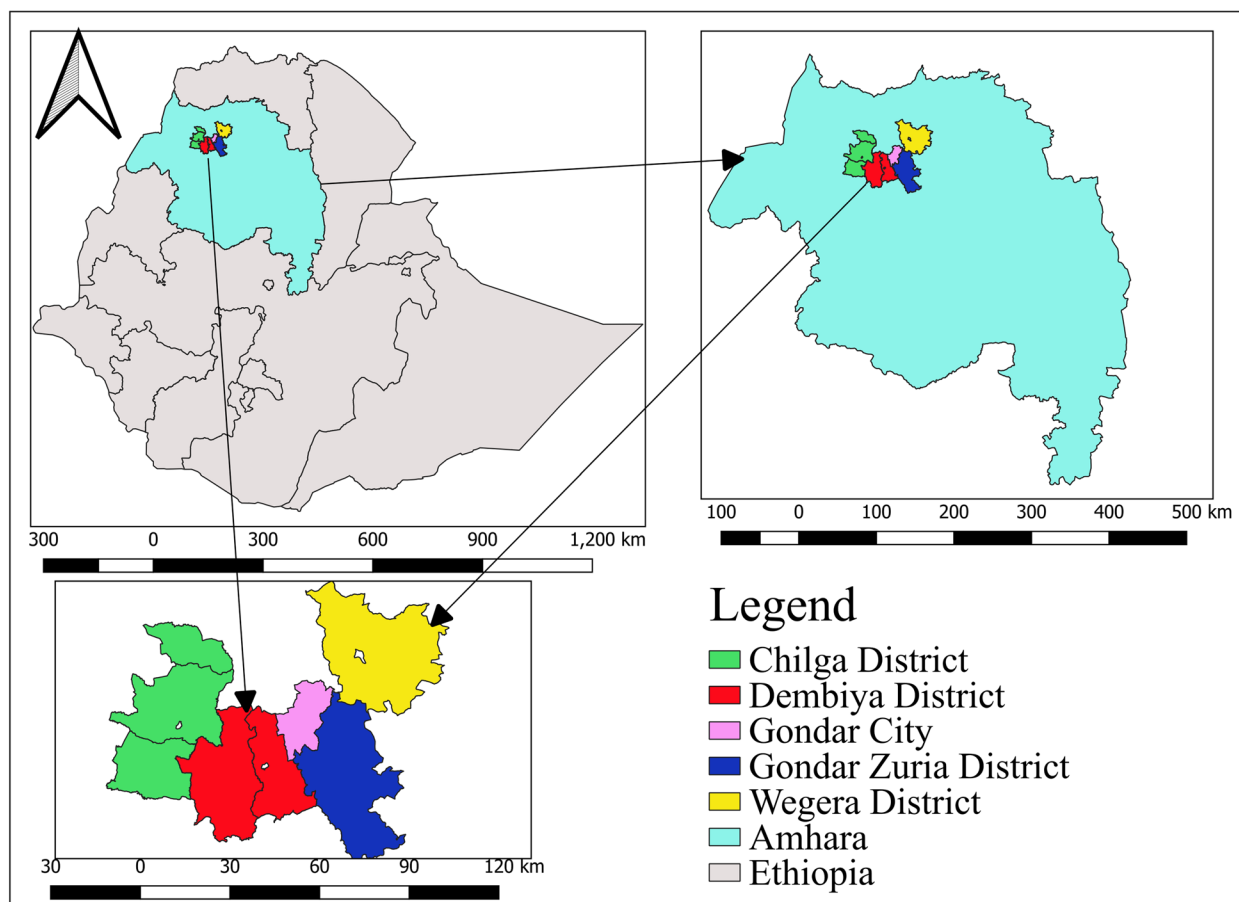 300 0 300 600 900 1,200 km
100 0 100 200 300 400 500 km
30 0 30 60 90 120 km
Legend
Chilga District
Dembiya District
Gondar City
Gondar Zuria District
Wegera District
Amhara
Ethiopia